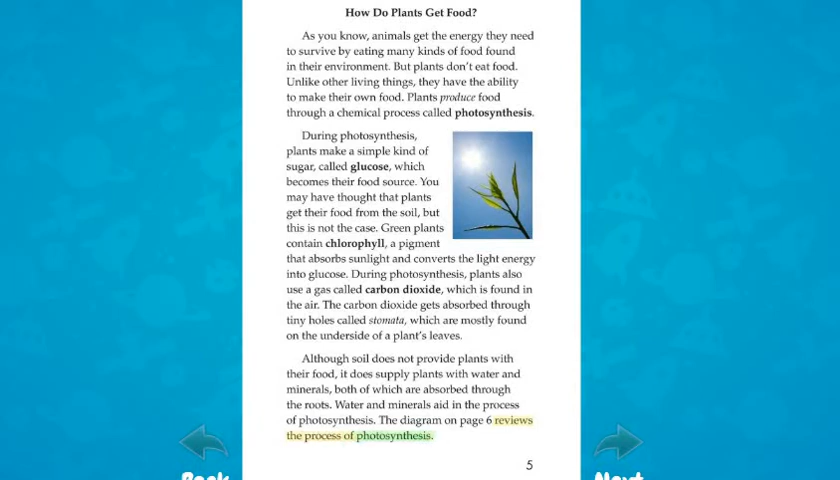 How Do Plants Get Food?
As you know, animals get the energy they need
to survive by eating many kinds of food found
in their environment. But plants don't eat food.
Unlike other living things, they have the ability
to make their own food. Plants produce food
through a chemical process called photosynthesis.
During photosynthesis,
plants make a simple kind of
sugar, called glucose, which
becomes their food source. You
may have thought that plants
get their food from the soil, but
this is not the case. Green plants
contain chlorophyll, a pigment
that absorbs sunlight and converts the light energy
into glucose. During photosynthesis, plants also
use a gas called carbon dioxide, which is found in
the air. The carbon dioxide gets absorbed through
tiny holes called stomata, which are mostly found
on the underside of a plant's leaves.
Although soil does not provide plants with
their food, it does supply plants with water and
minerals, both of which are absorbed through
the roots. Water and minerals aid in the process
of photosynthesis. The diagram on page 6 reviews
the process of photosynthesis.
5
Back
Next